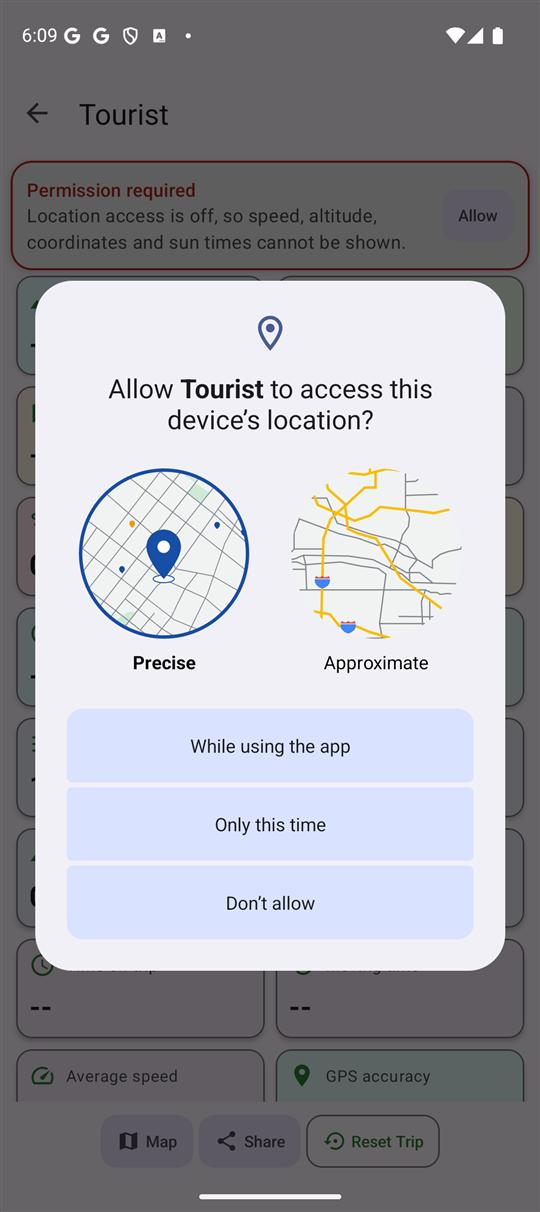 6:09
Tourist
Permission required
Location access is off, so speed, altitude,
coordinates and sun times cannot be shown.
Allow
Allow Tourist to access this
device's location?
Precise
Approximate
While using the app
Only this time
Don't allow
--
--
Average speed
GPS accuracy
Map
Share
Reset Trip